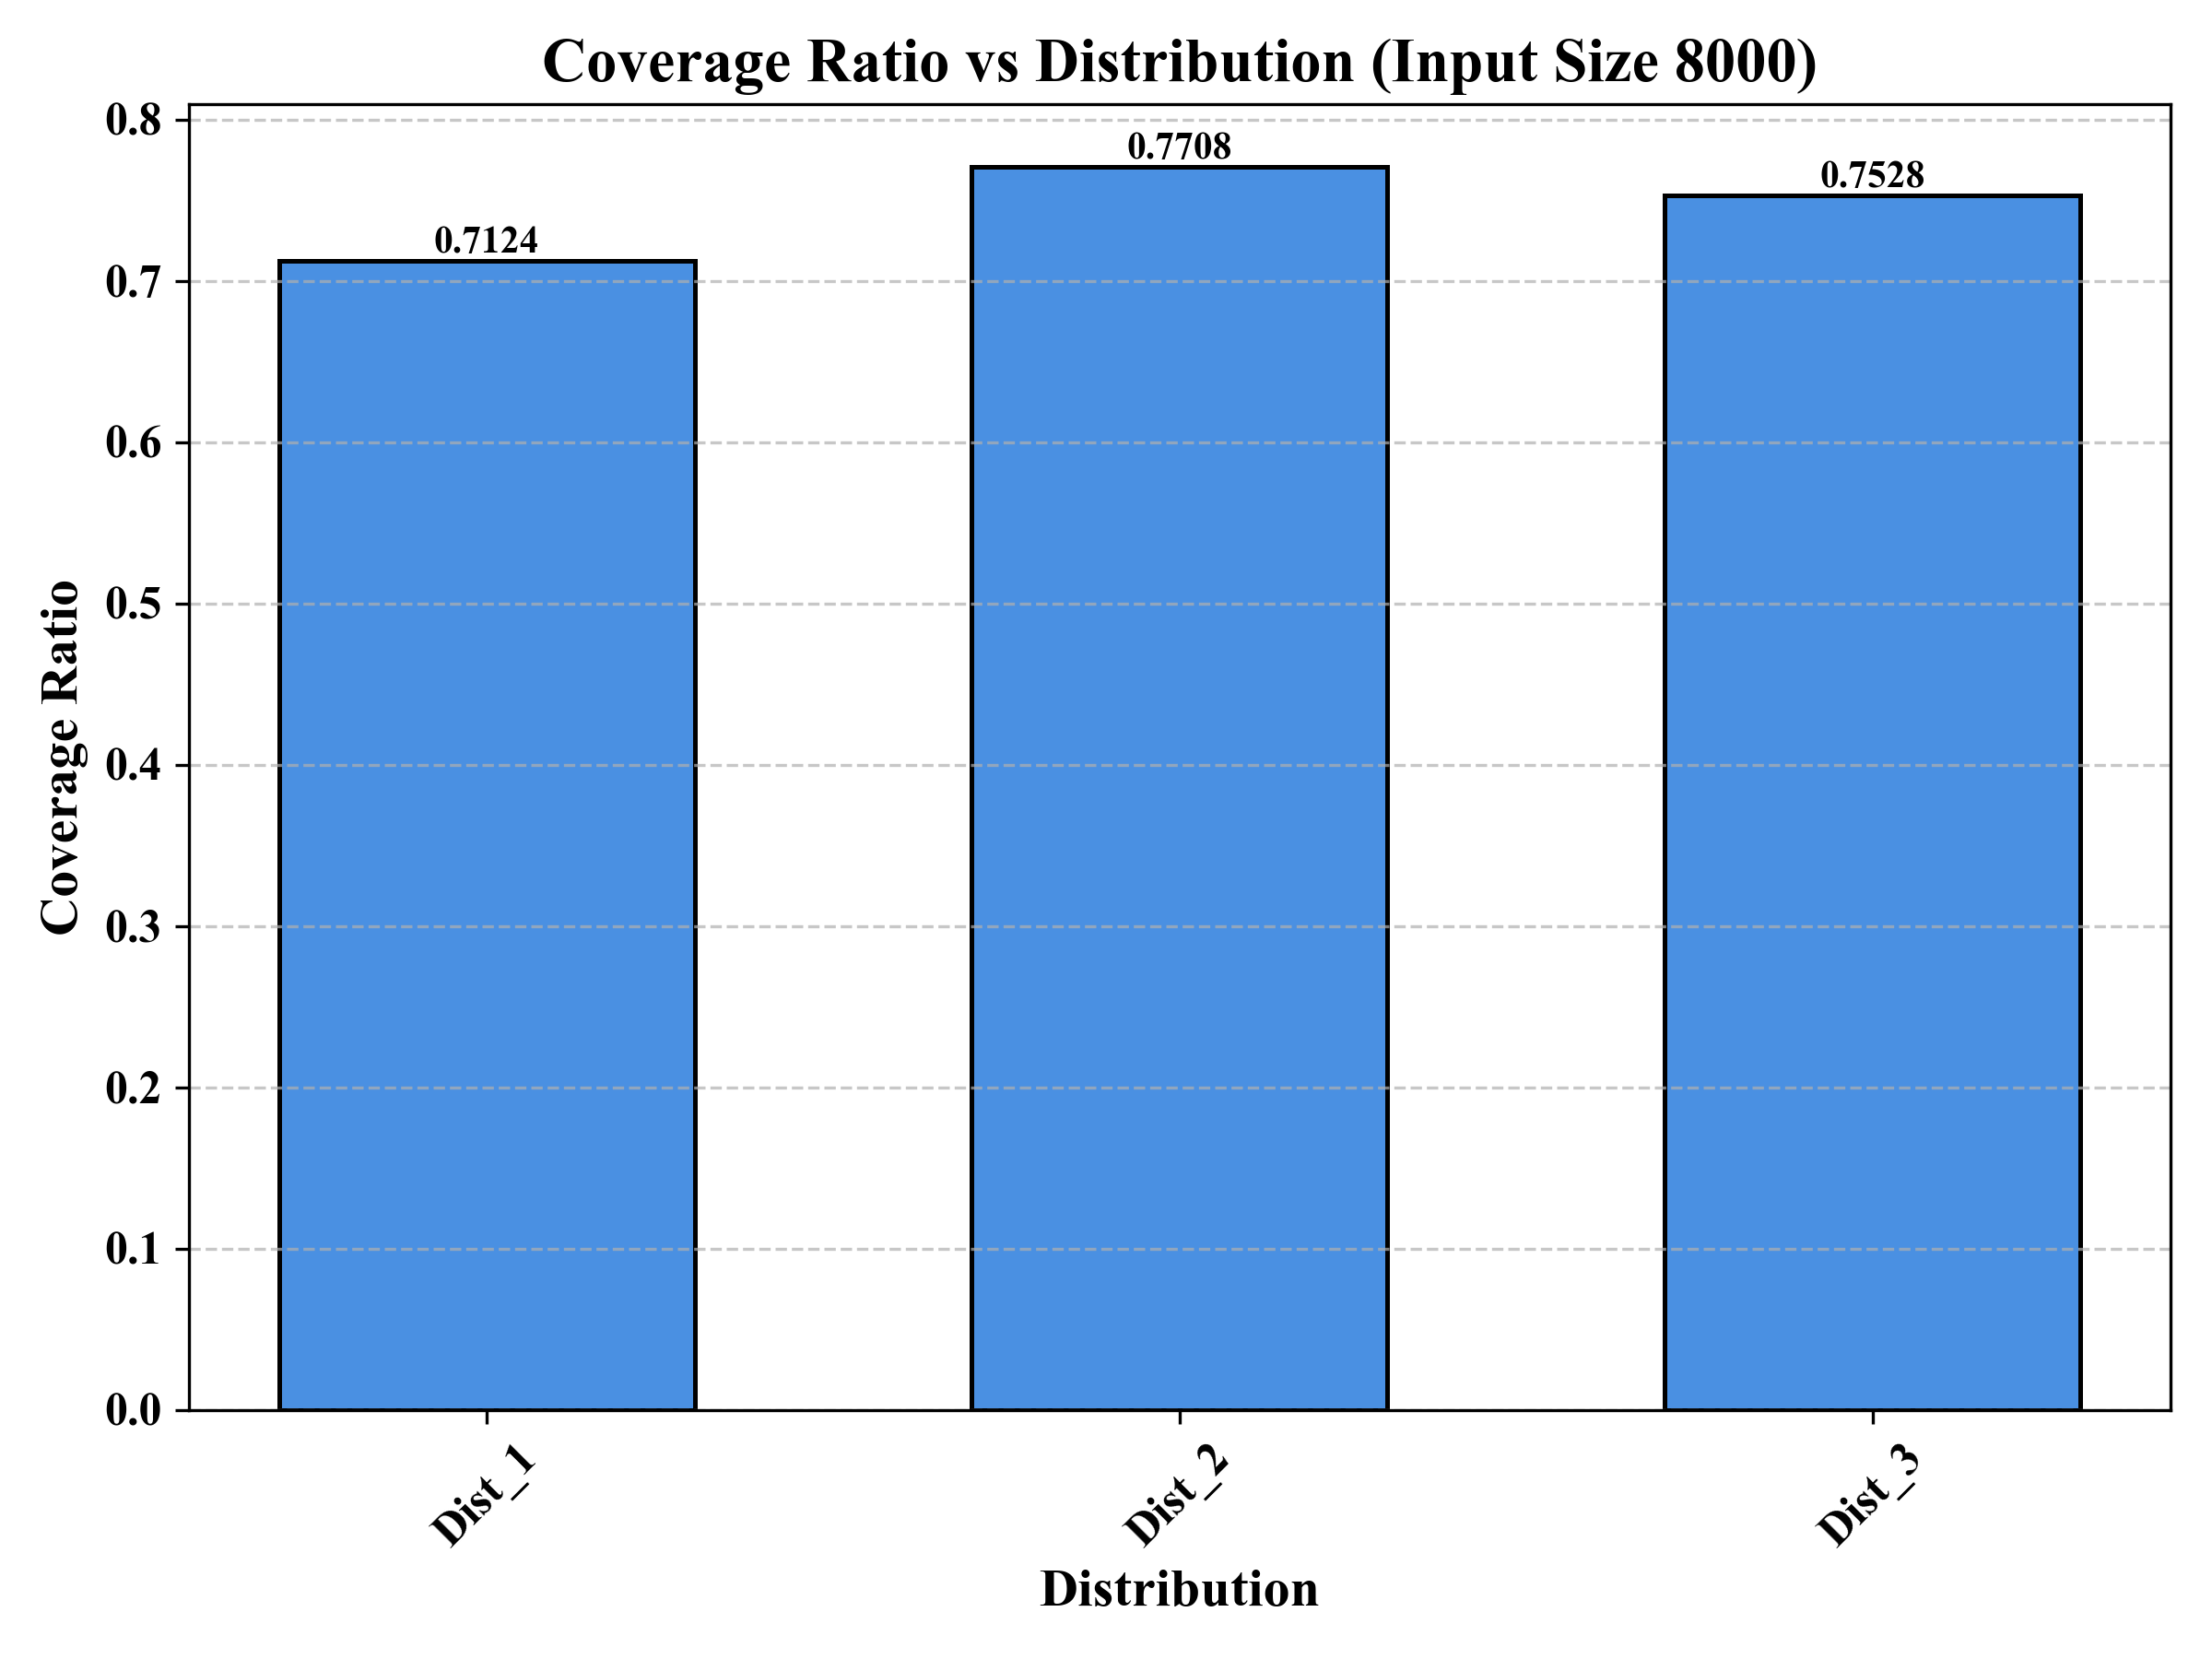 Coverage Ratio vs Distribution (Input Size 8000)
Coverage Ratio
0.8
0.7
0.6
0.5
0.4
0.3
0.2
0.1
0.0
0.7124
0.7708
0.7528
Dist_1
Dist_2
Dist_3
Distribution